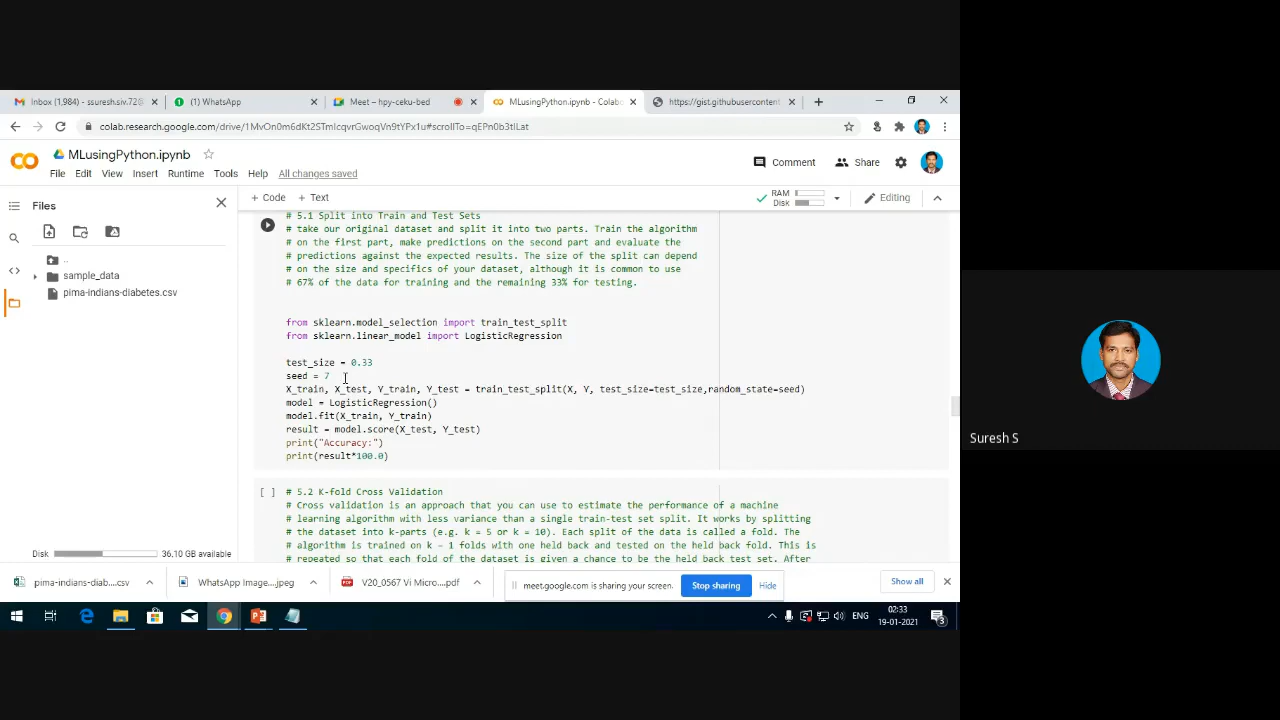 Inbox (1,984) - ssuresh.siv.72@
(1) WhatsApp
Meet – hpy-ceku-bed
MLusingPython.ipynb - Colabo
https://gist.githubusercontent
colab.research.google.com/drive/1MvOn0m6dKt2STmIcqvrGwoqVn9tYPx1u#scrollTo=qEPn0b3tlLat
MLusingPython.ipynb
Comment
Share
File Edit View Insert Runtime Tools Help All changes saved
Files
+ Code + Text
RAM
Disk
Editing
..
sample_data
pima-indians-diabetes.csv
# 5.1 Split into Train and Test Sets
# take our original dataset and split it into two parts. Train the algorithm
# on the first part, make predictions on the second part and evaluate the
# predictions against the expected results. The size of the split can depend
# on the size and specifics of your dataset, although it is common to use
# 67% of the data for training and the remaining 33% for testing.
from sklearn.model_selection import train_test_split
from sklearn.linear_model import LogisticRegression
test_size = 0.33
seed = 7
X_train, X_test, Y_train, Y_test = train_test_split(X, Y, test_size=test_size,random_state=seed)
model = LogisticRegression()
model.fit(X_train, Y_train)
result = model.score(X_test, Y_test)
print("Accuracy:")
print(result*100.0)
[ ] # 5.2 K-fold Cross Validation
# Cross validation is an approach that you can use to estimate the performance of a machine
# learning algorithm with less variance than a single train-test set split. It works by splitting
# the dataset into k-parts (e.g. k = 5 or k = 10). Each split of the data is called a fold. The
# algorithm is trained on k − 1 folds with one held back and tested on the held back fold. This is
# repeated so that each fold of the dataset is given a chance to be the held back test set. After
Disk
36.10 GB available
pima-indians-diab....csv
WhatsApp Image....jpeg
V20_0567 Vi Micro....pdf
meet.google.com is sharing your screen.
Stop sharing
Hide
Show all
ENG
02:33
19-01-2021
3
Suresh S